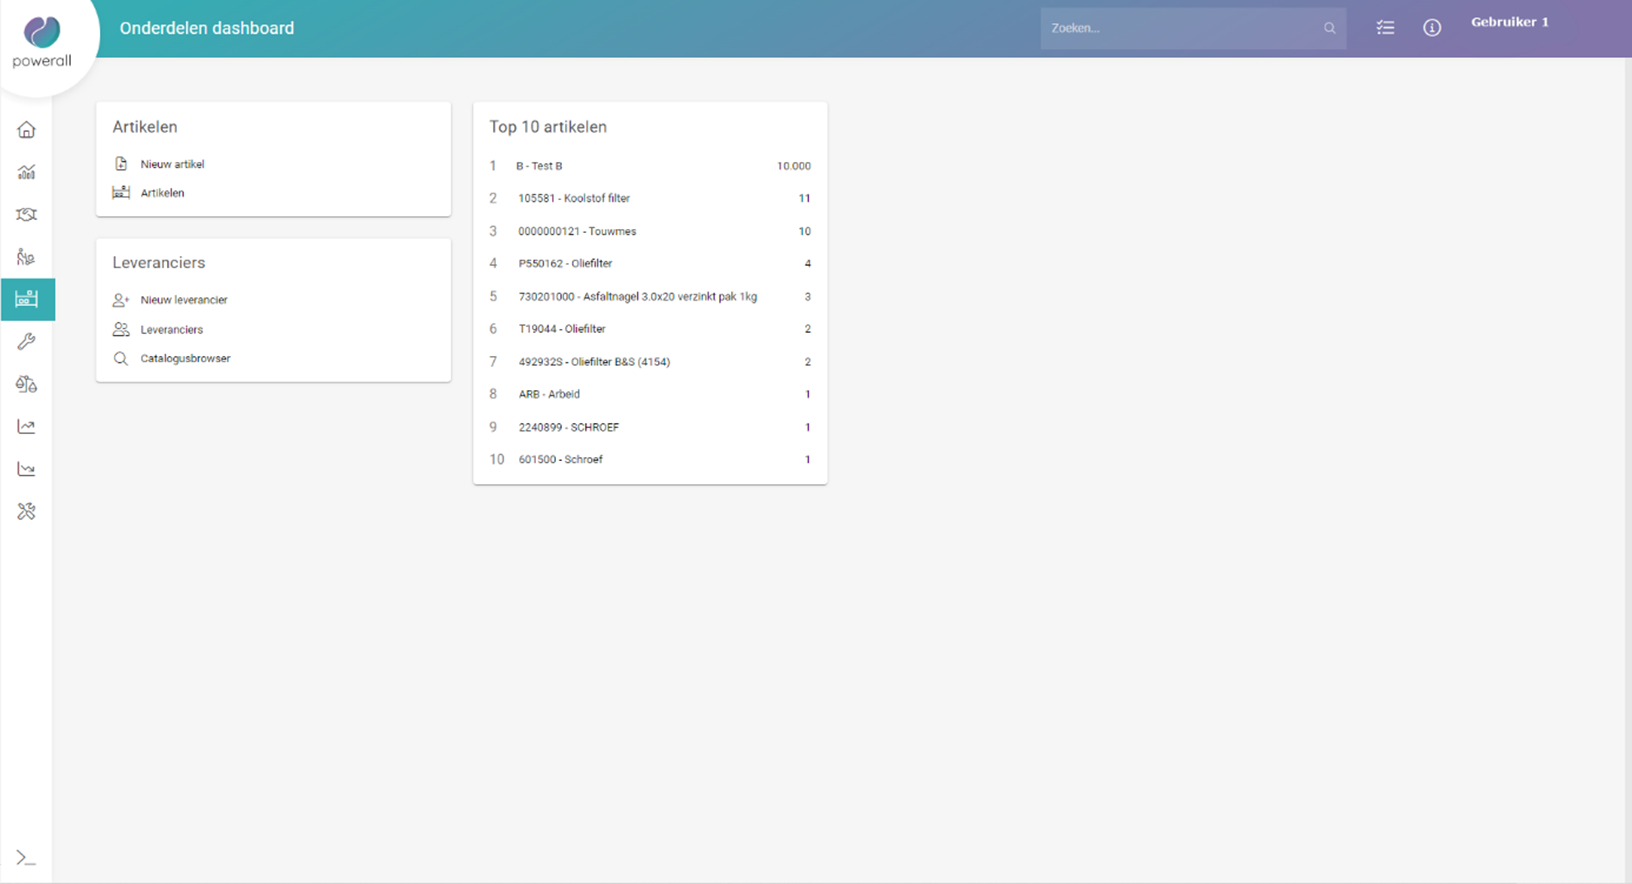 powerall
Onderdelen dashboard
Zoeken...
Gebruiker 1
Artikelen
Nieuw artikel
Artikelen
Leveranciers
Nieuw leverancier
Leveranciers
Catalogusbrowser
Top 10 artikelen
1 B - Test B 10.000
2 105581 - Koolstof filter 11
3 0000000121 - Touwmes 10
4 P550162 - Oliefilter 4
5 730201000 - Asfaltnagel 3.0x20 verzinkt pak 1kg 3
6 T19044 - Oliefilter 2
7 492932S - Oliefilter B&S (4154) 2
8 ARB - Arbeid 1
9 2240899 - SCHROEF 1
10 601500 - Schroef 1